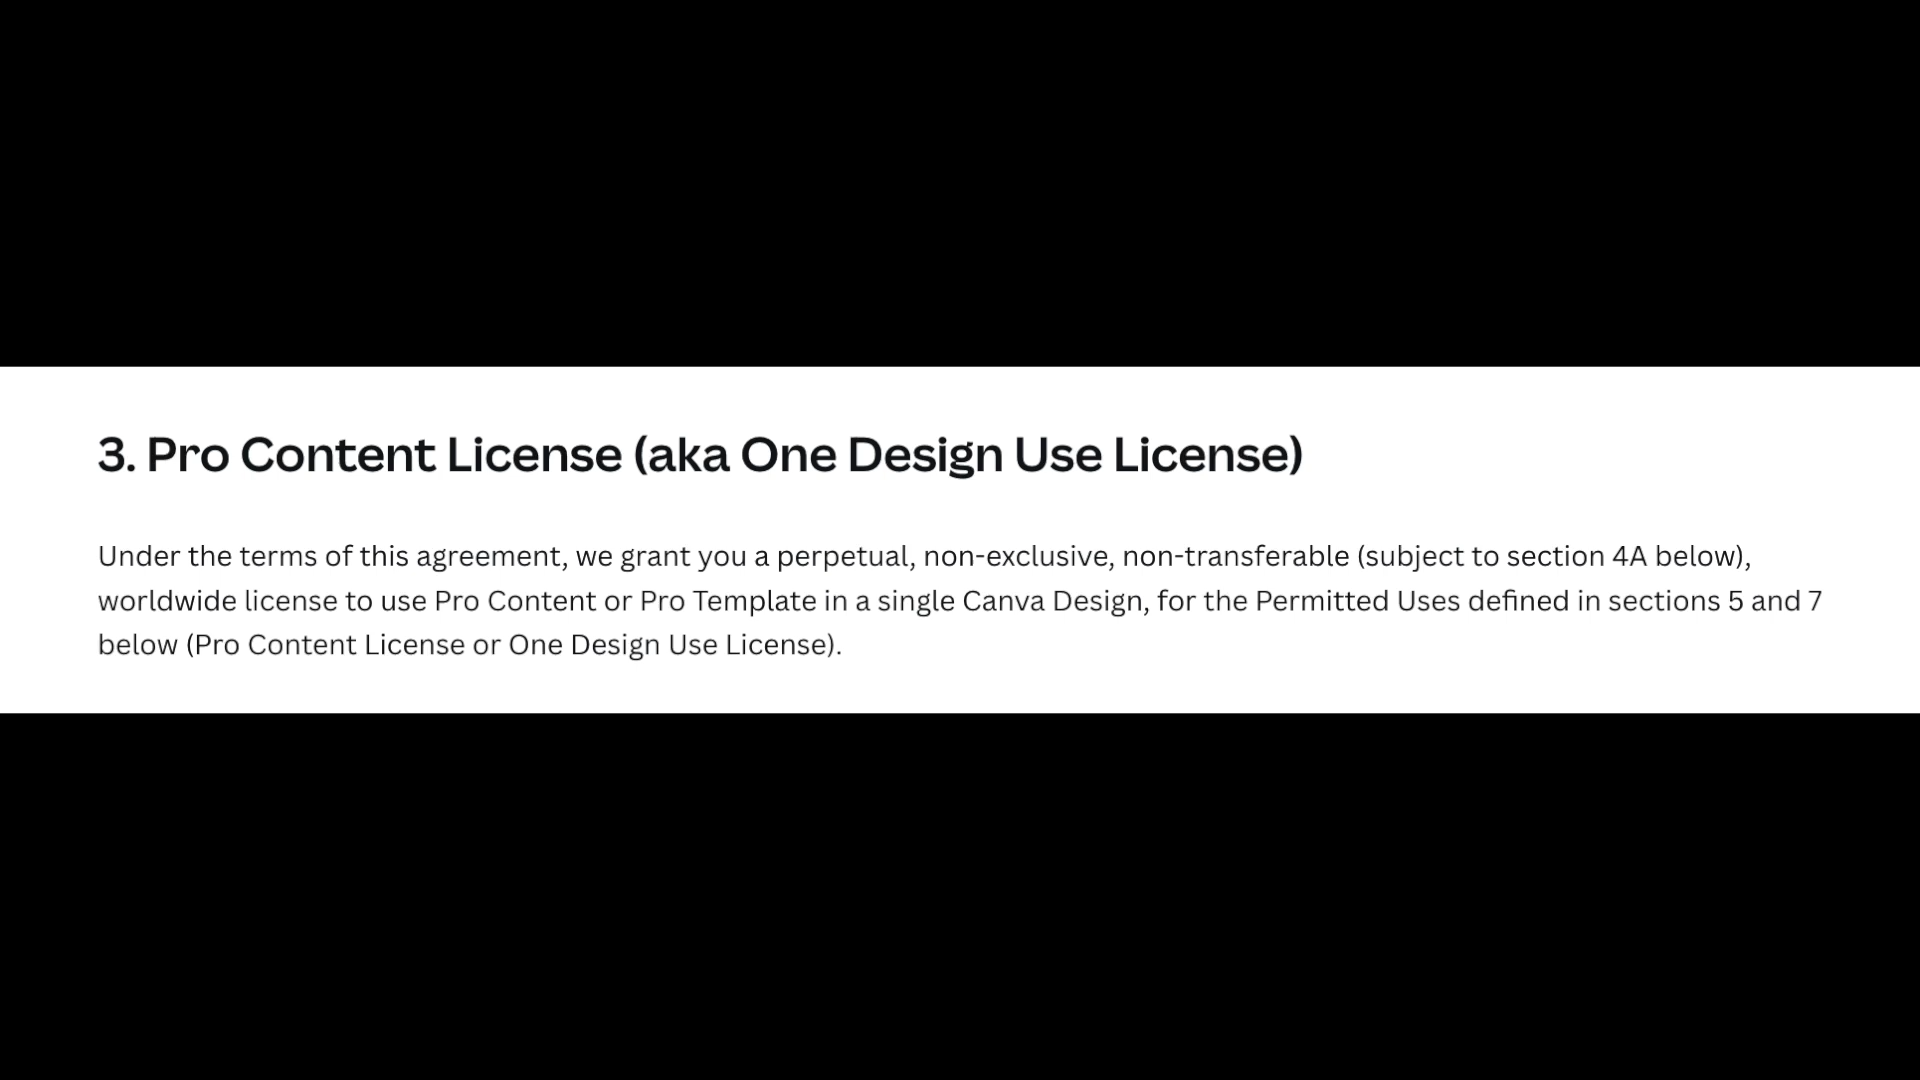 3. Pro Content License (aka One Design Use License)
Under the terms of this agreement, we grant you a perpetual, non-exclusive, non-transferable (subject to section 4A below),
worldwide license to use Pro Content or Pro Template in a single Canva Design, for the Permitted Uses defined in sections 5 and 7
below (Pro Content License or One Design Use License).